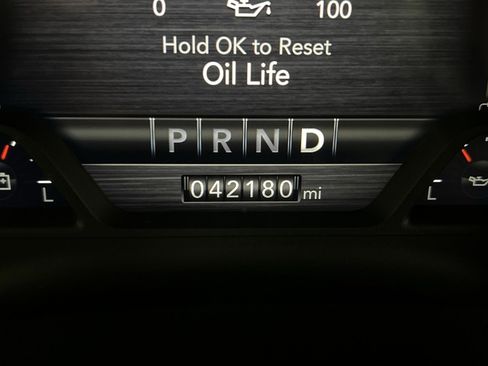 0 100
Hold OK to Reset
Oil Life
P R N D
L 042180 mi L